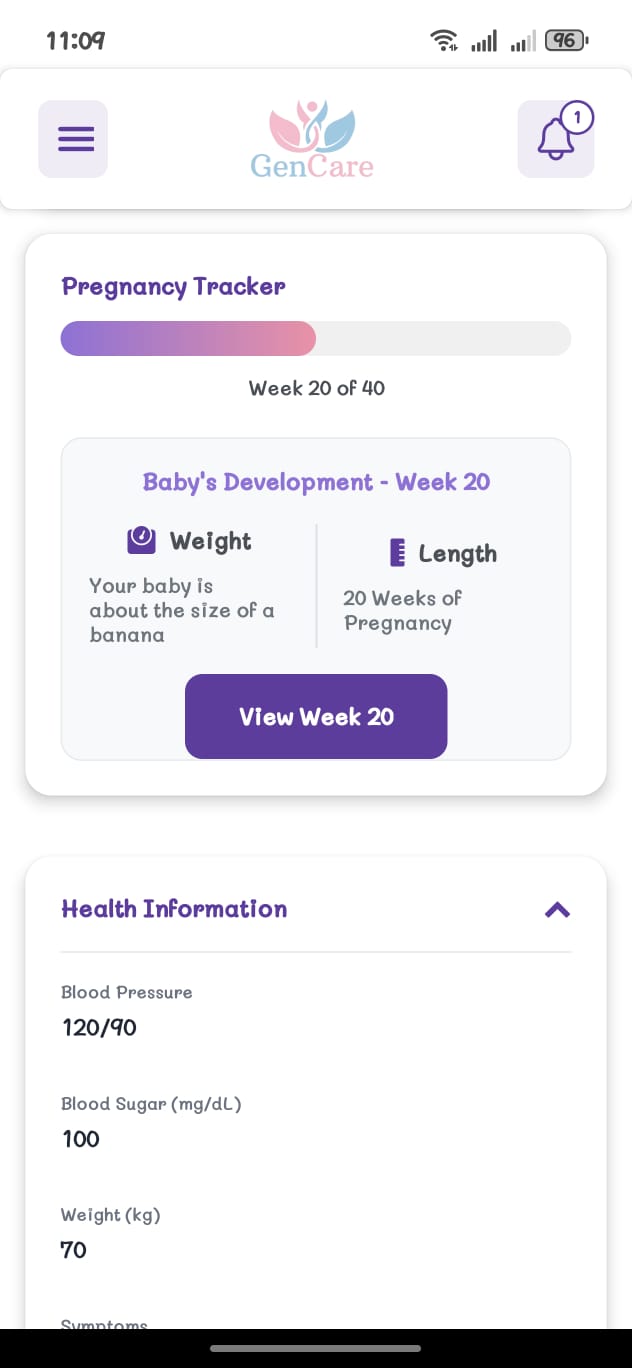 11:09
96
1
GenCare
Pregnancy Tracker
Week 20 of 40
Baby's Development - Week 20
Weight
Your baby is
about the size of a
banana
Length
20 Weeks of
Pregnancy
View Week 20
Health Information
Blood Pressure
120/90
Blood Sugar (mg/dL)
100
Weight (kg)
70
Symptoms